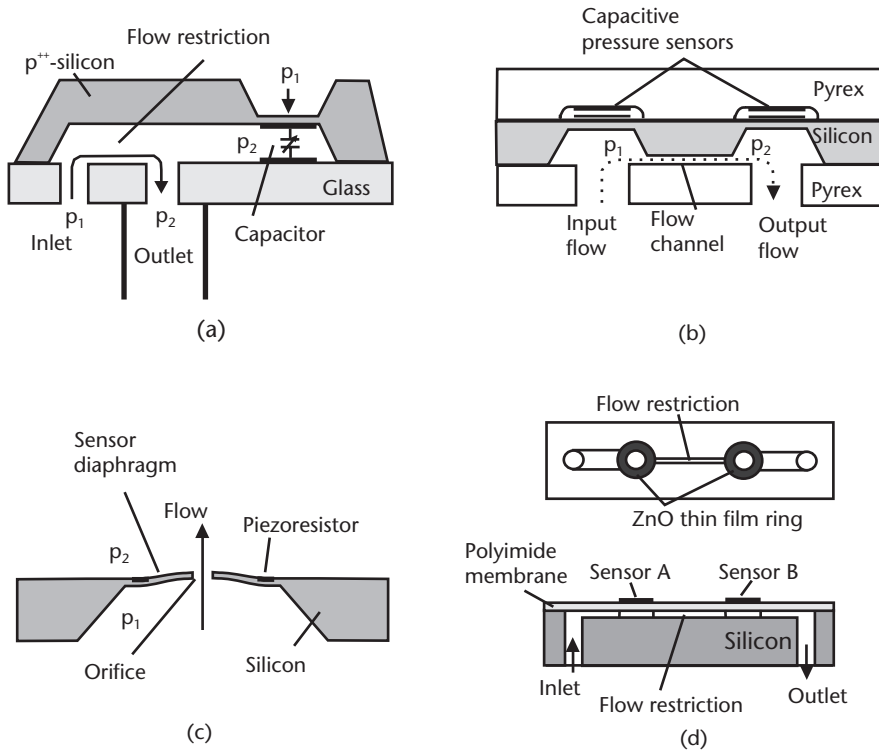 Flow restriction
p++-silicon
p1
p2
Glass
p1
p2
Inlet
Outlet
Capacitor
(a)
Capacitive
pressure sensors
Pyrex
Silicon
p1
p2
Pyrex
Input
flow
Flow
channel
Output
flow
(b)
Sensor
diaphragm
Flow
Piezoresistor
p2
p1
Orifice
Silicon
(c)
Flow restriction
ZnO thin film ring
Polyimide
membrane
Sensor A
Sensor B
Silicon
Inlet
Flow restriction
Outlet
(d)